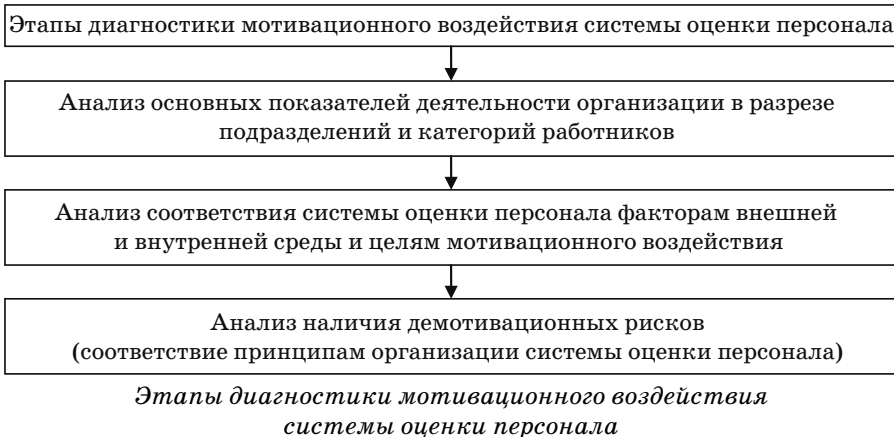 Этапы диагностики мотивационного воздействия системы оценки персонала
Анализ основных показателей деятельности организации в разрезе
подразделений и категорий работников
Анализ соответствия системы оценки персонала факторам внешней
и внутренней среды и целям мотивационного воздействия
Анализ наличия демотивационных рисков
(соответствие принципам организации системы оценки персонала)
Этапы диагностики мотивационного воздействия
системы оценки персонала